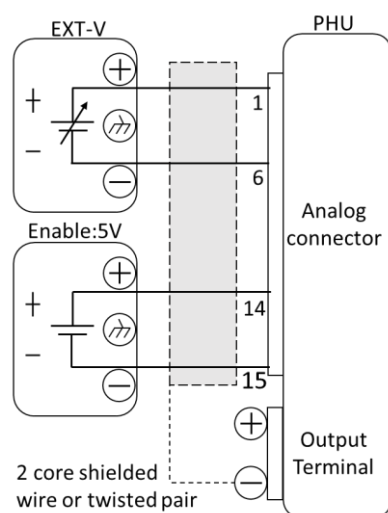 EXT-V
PHU
+
+
1
−
6
−
Analog
connector
Enable:5V
+
+
14
−
15
−
+
Output
Terminal
−
2 core shielded
wire or twisted pair